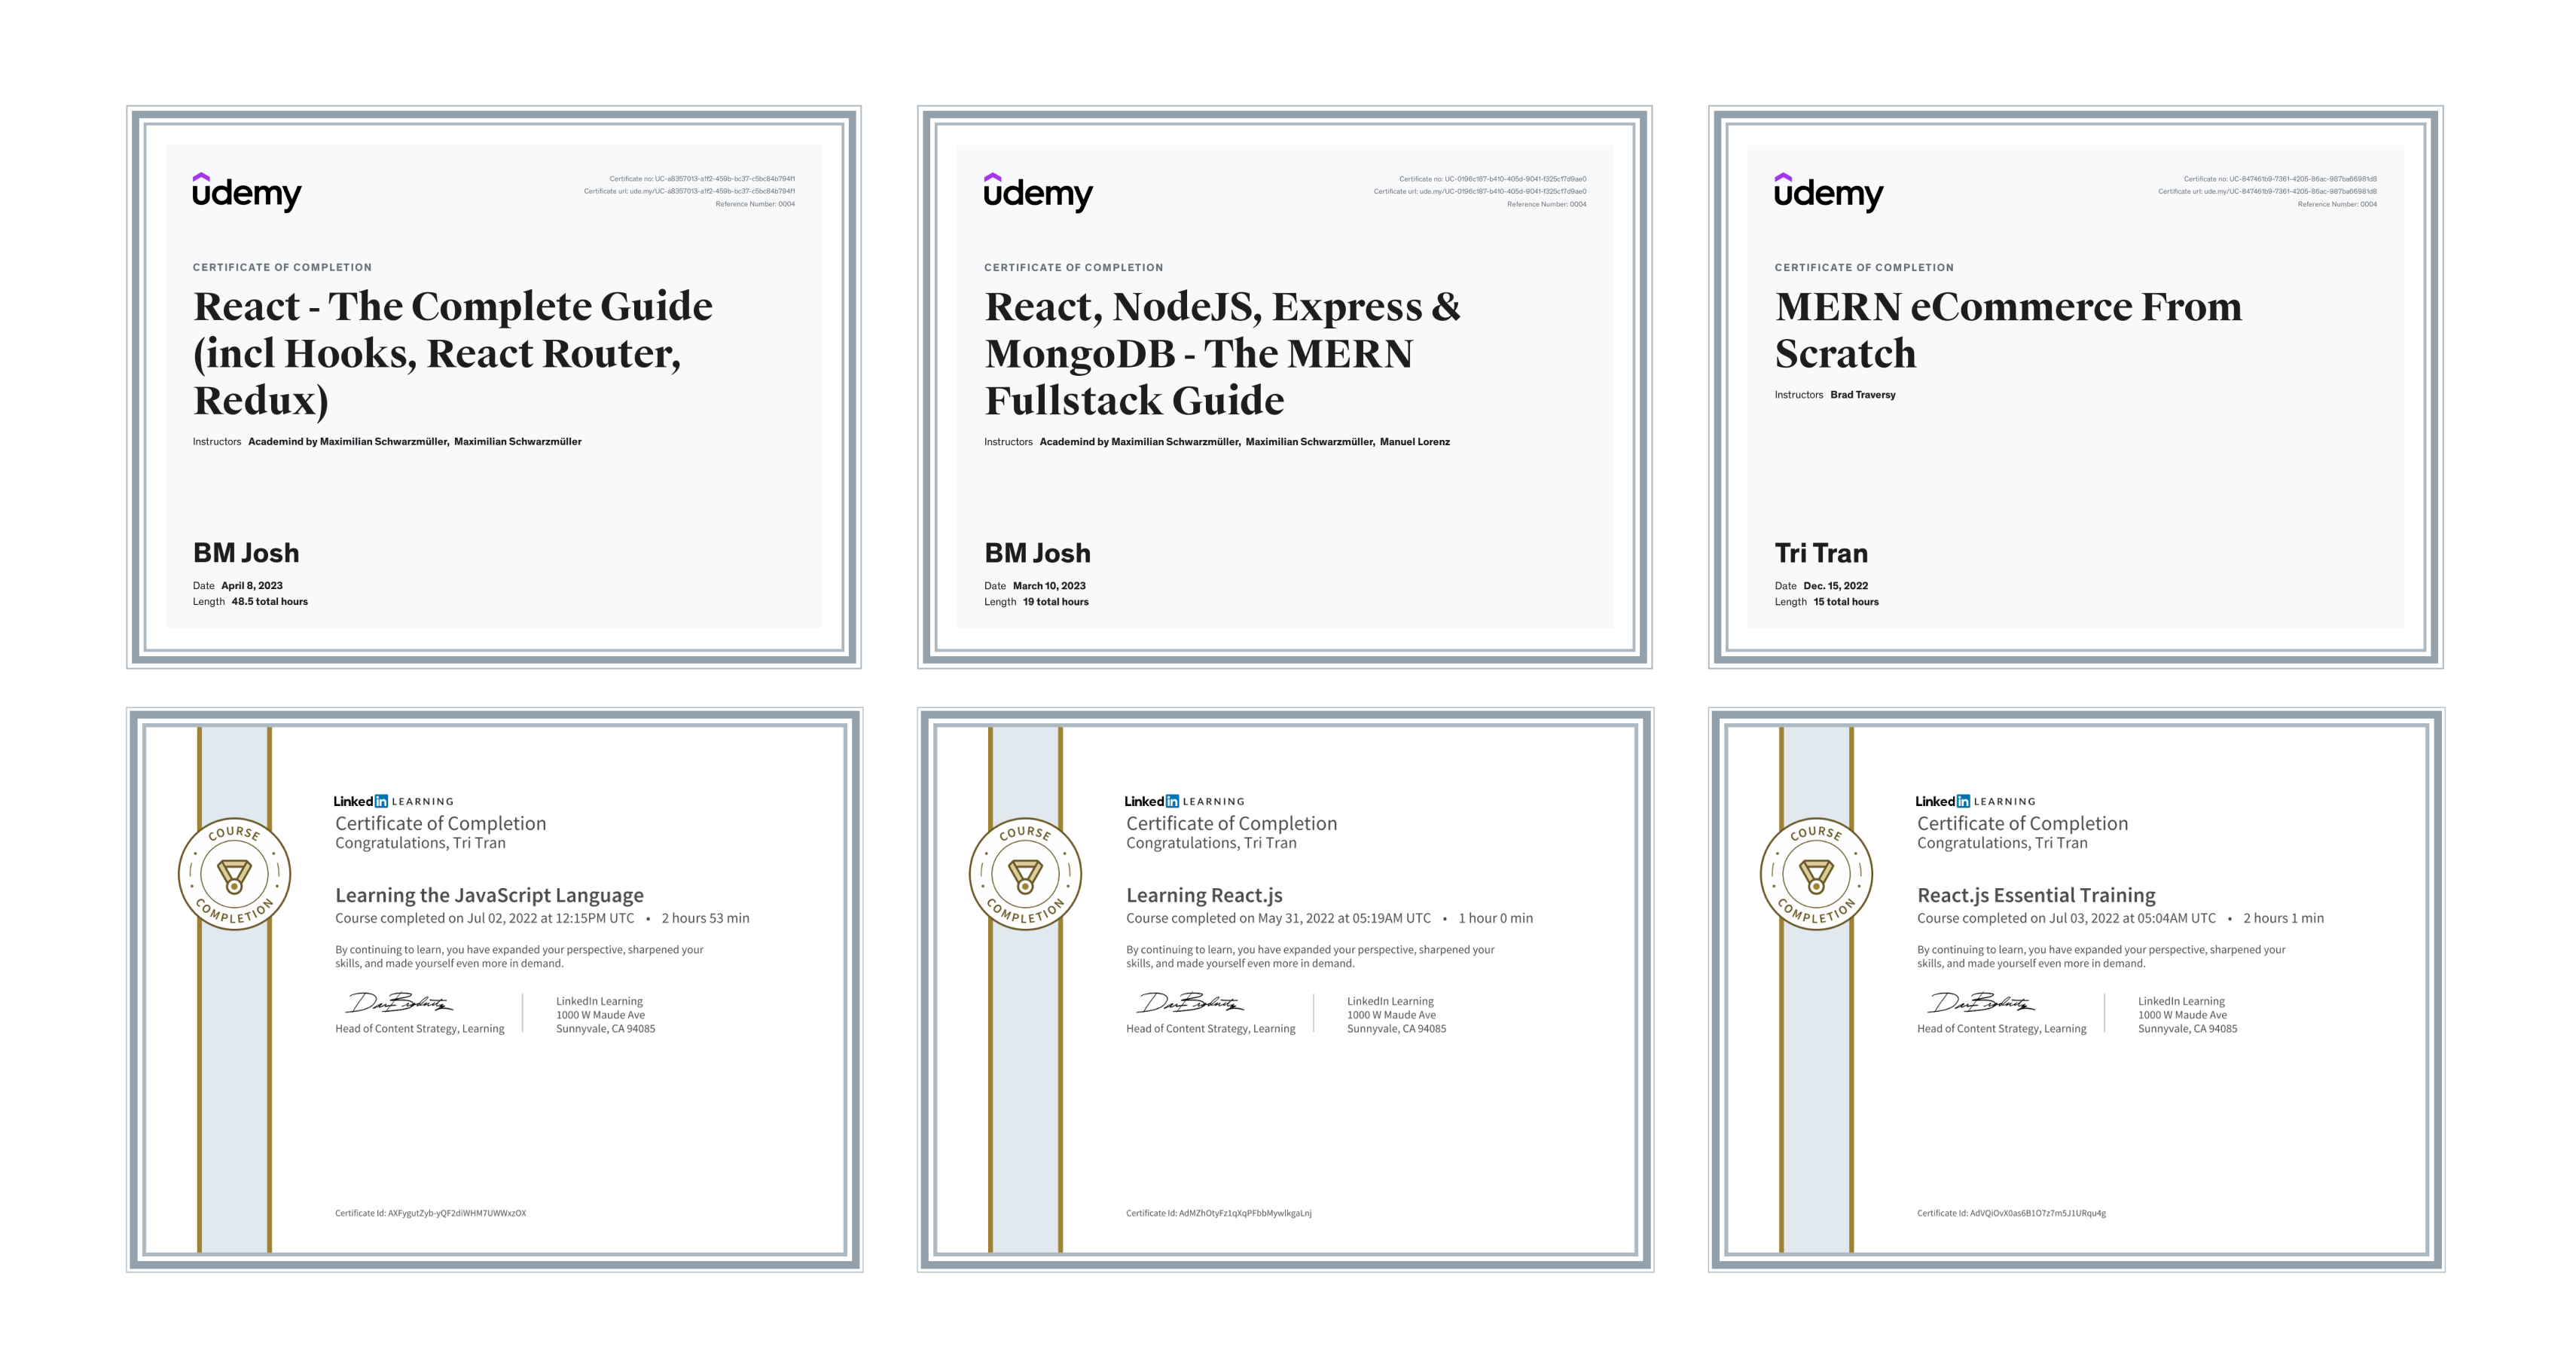 udemy
Certificate no: UC-a8357013-a1f2-459b-bc37-c5bc84b794f1
Certificate url: ude.my/UC-a8357013-a1f2-459b-bc37-c5bc84b794f1
Reference Number: 0004
CERTIFICATE OF COMPLETION
React - The Complete Guide
(incl Hooks, React Router,
Redux)
Instructors Academind by Maximilian Schwarzmüller, Maximilian Schwarzmüller
BM Josh
Date April 8, 2023
Length 48.5 total hours
udemy
Certificate no: UC-0196c187-b410-405d-9041-f325c17d9ae0
Certificate url: ude.my/UC-0196c187-b410-405d-9041-f325c17d9ae0
Reference Number: 0004
CERTIFICATE OF COMPLETION
React, NodeJS, Express &
MongoDB - The MERN
Fullstack Guide
Instructors Academind by Maximilian Schwarzmüller, Maximilian Schwarzmüller, Manuel Lorenz
BM Josh
Date March 10, 2023
Length 19 total hours
udemy
Certificate no: UC-847461b9-7361-4205-86ac-987ba66981d8
Certificate url: ude.my/UC-847461b9-7361-4205-86ac-987ba66981d8
Reference Number: 0004
CERTIFICATE OF COMPLETION
MERN eCommerce From
Scratch
Instructors Brad Traversy
Tri Tran
Date Dec. 15, 2022
Length 15 total hours
COURSE
COMPLETION
Linked in LEARNING
Certificate of Completion
Congratulations, Tri Tran
Learning the JavaScript Language
Course completed on Jul 02, 2022 at 12:15PM UTC • 2 hours 53 min
By continuing to learn, you have expanded your perspective, sharpened your
skills, and made yourself even more in demand.
Head of Content Strategy, Learning
LinkedIn Learning
1000 W Maude Ave
Sunnyvale, CA 94085
Certificate Id: AXFygutZyb-yQF2diWHM7UWWxzOX
COURSE
COMPLETION
Linked in LEARNING
Certificate of Completion
Congratulations, Tri Tran
Learning React.js
Course completed on May 31, 2022 at 05:19AM UTC • 1 hour 0 min
By continuing to learn, you have expanded your perspective, sharpened your
skills, and made yourself even more in demand.
Head of Content Strategy, Learning
LinkedIn Learning
1000 W Maude Ave
Sunnyvale, CA 94085
Certificate Id: AdMZhOtyFz1qXqPFbbMywlkgaLnj
COURSE
COMPLETION
Linked in LEARNING
Certificate of Completion
Congratulations, Tri Tran
React.js Essential Training
Course completed on Jul 03, 2022 at 05:04AM UTC • 2 hours 1 min
By continuing to learn, you have expanded your perspective, sharpened your
skills, and made yourself even more in demand.
Head of Content Strategy, Learning
LinkedIn Learning
1000 W Maude Ave
Sunnyvale, CA 94085
Certificate Id: AdVQiOvX0as6B1O7z7m5J1URqu4g